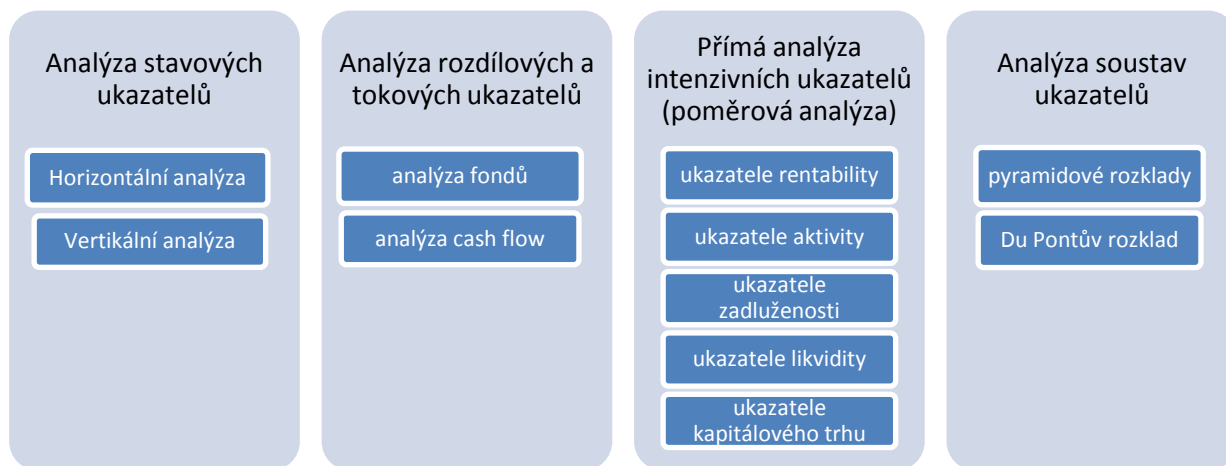 Analýza stavových
ukazatelů
Horizontální analýza
Vertikální analýza
Analýza rozdílových a
tokových ukazatelů
analýza fondů
analýza cash flow
Přímá analýza
intenzivních ukazatelů
(poměrová analýza)
ukazatele rentability
ukazatele aktivity
ukazatele
zadluženosti
ukazatele likvidity
ukazatele
kapitálového trhu
Analýza soustav
ukazatelů
pyramidové rozklady
Du Pontův rozklad